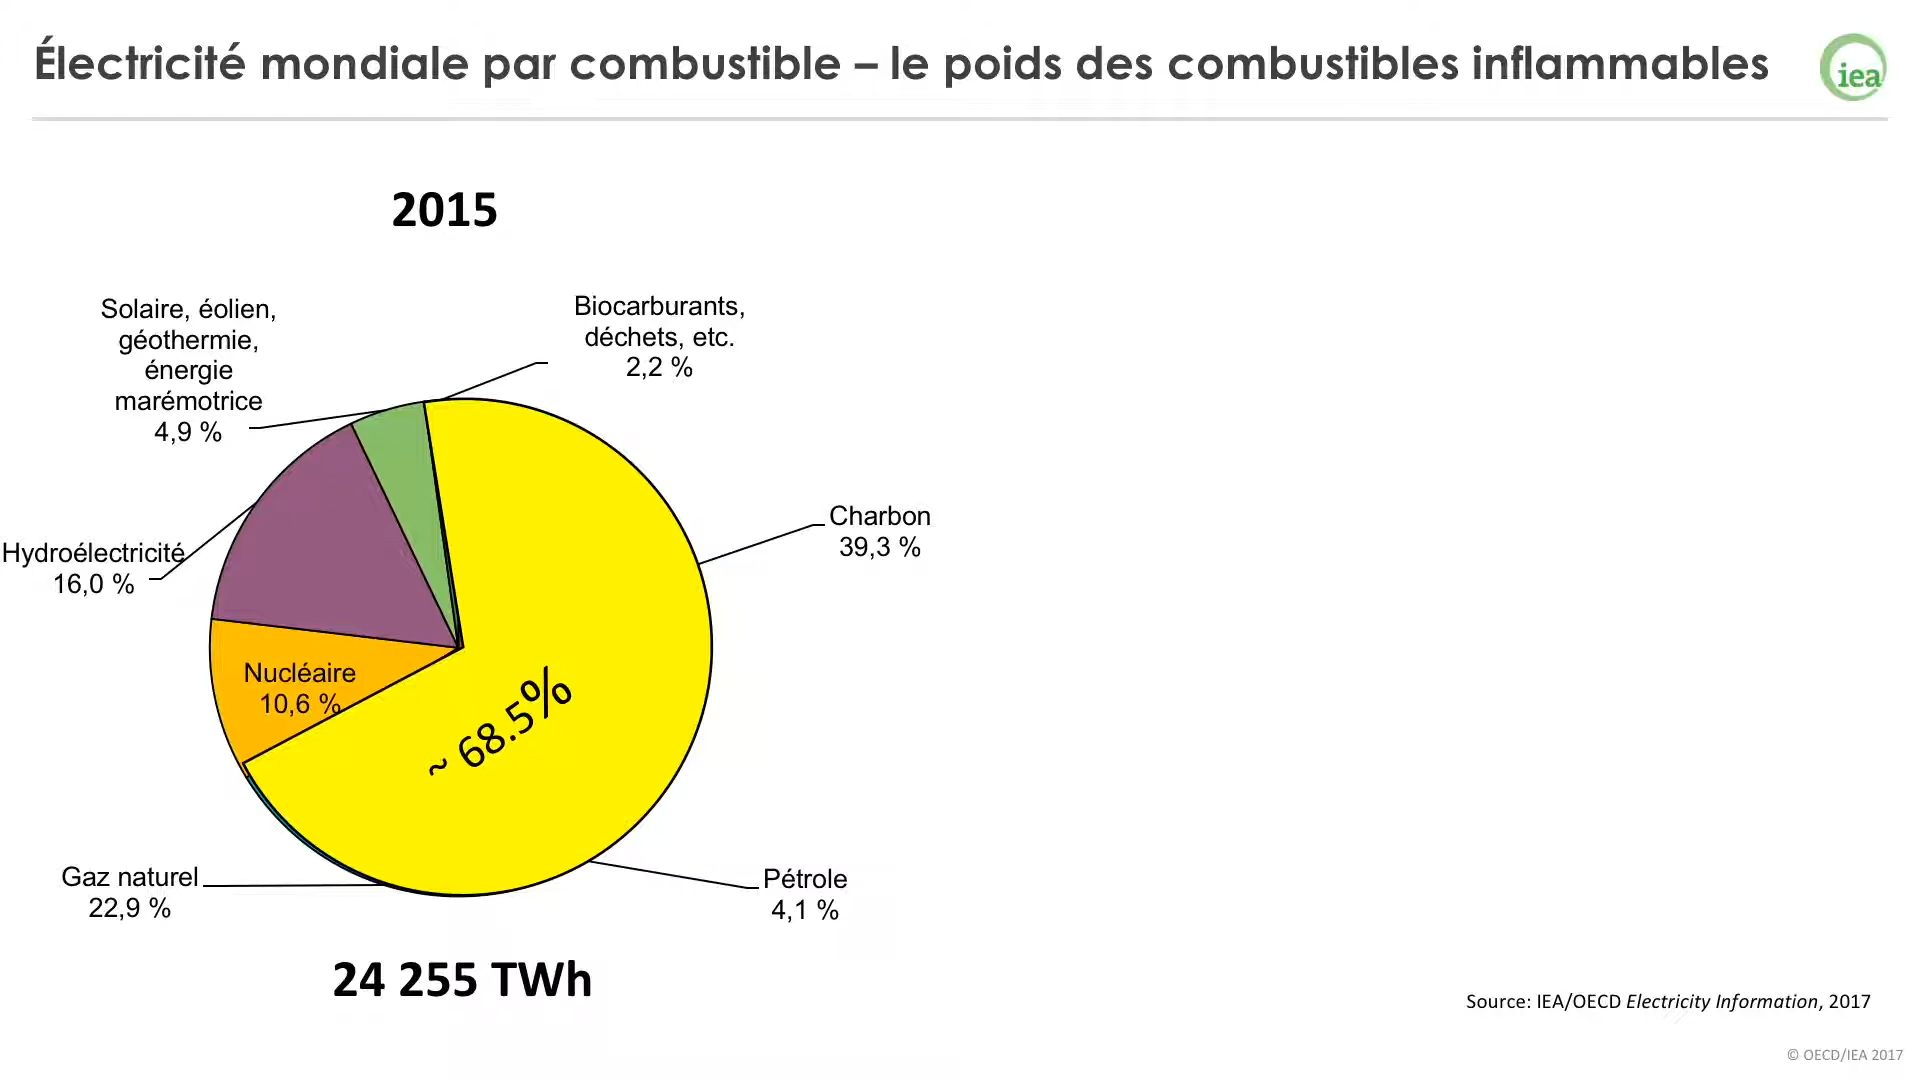 Électricité mondiale par combustible – le poids des combustibles inflammables
iea
2015
Solaire, éolien,
géothermie,
énergie
marémotrice
4,9 %
Biocarburants,
déchets, etc.
2,2 %
Charbon
39,3 %
Hydroélectricité
16,0 %
Nucléaire
10,6 %
~ 68.5%
Gaz naturel
22,9 %
Pétrole
4,1 %
24 255 TWh
Source: IEA/OECD Electricity Information, 2017
© OECD/IEA 2017